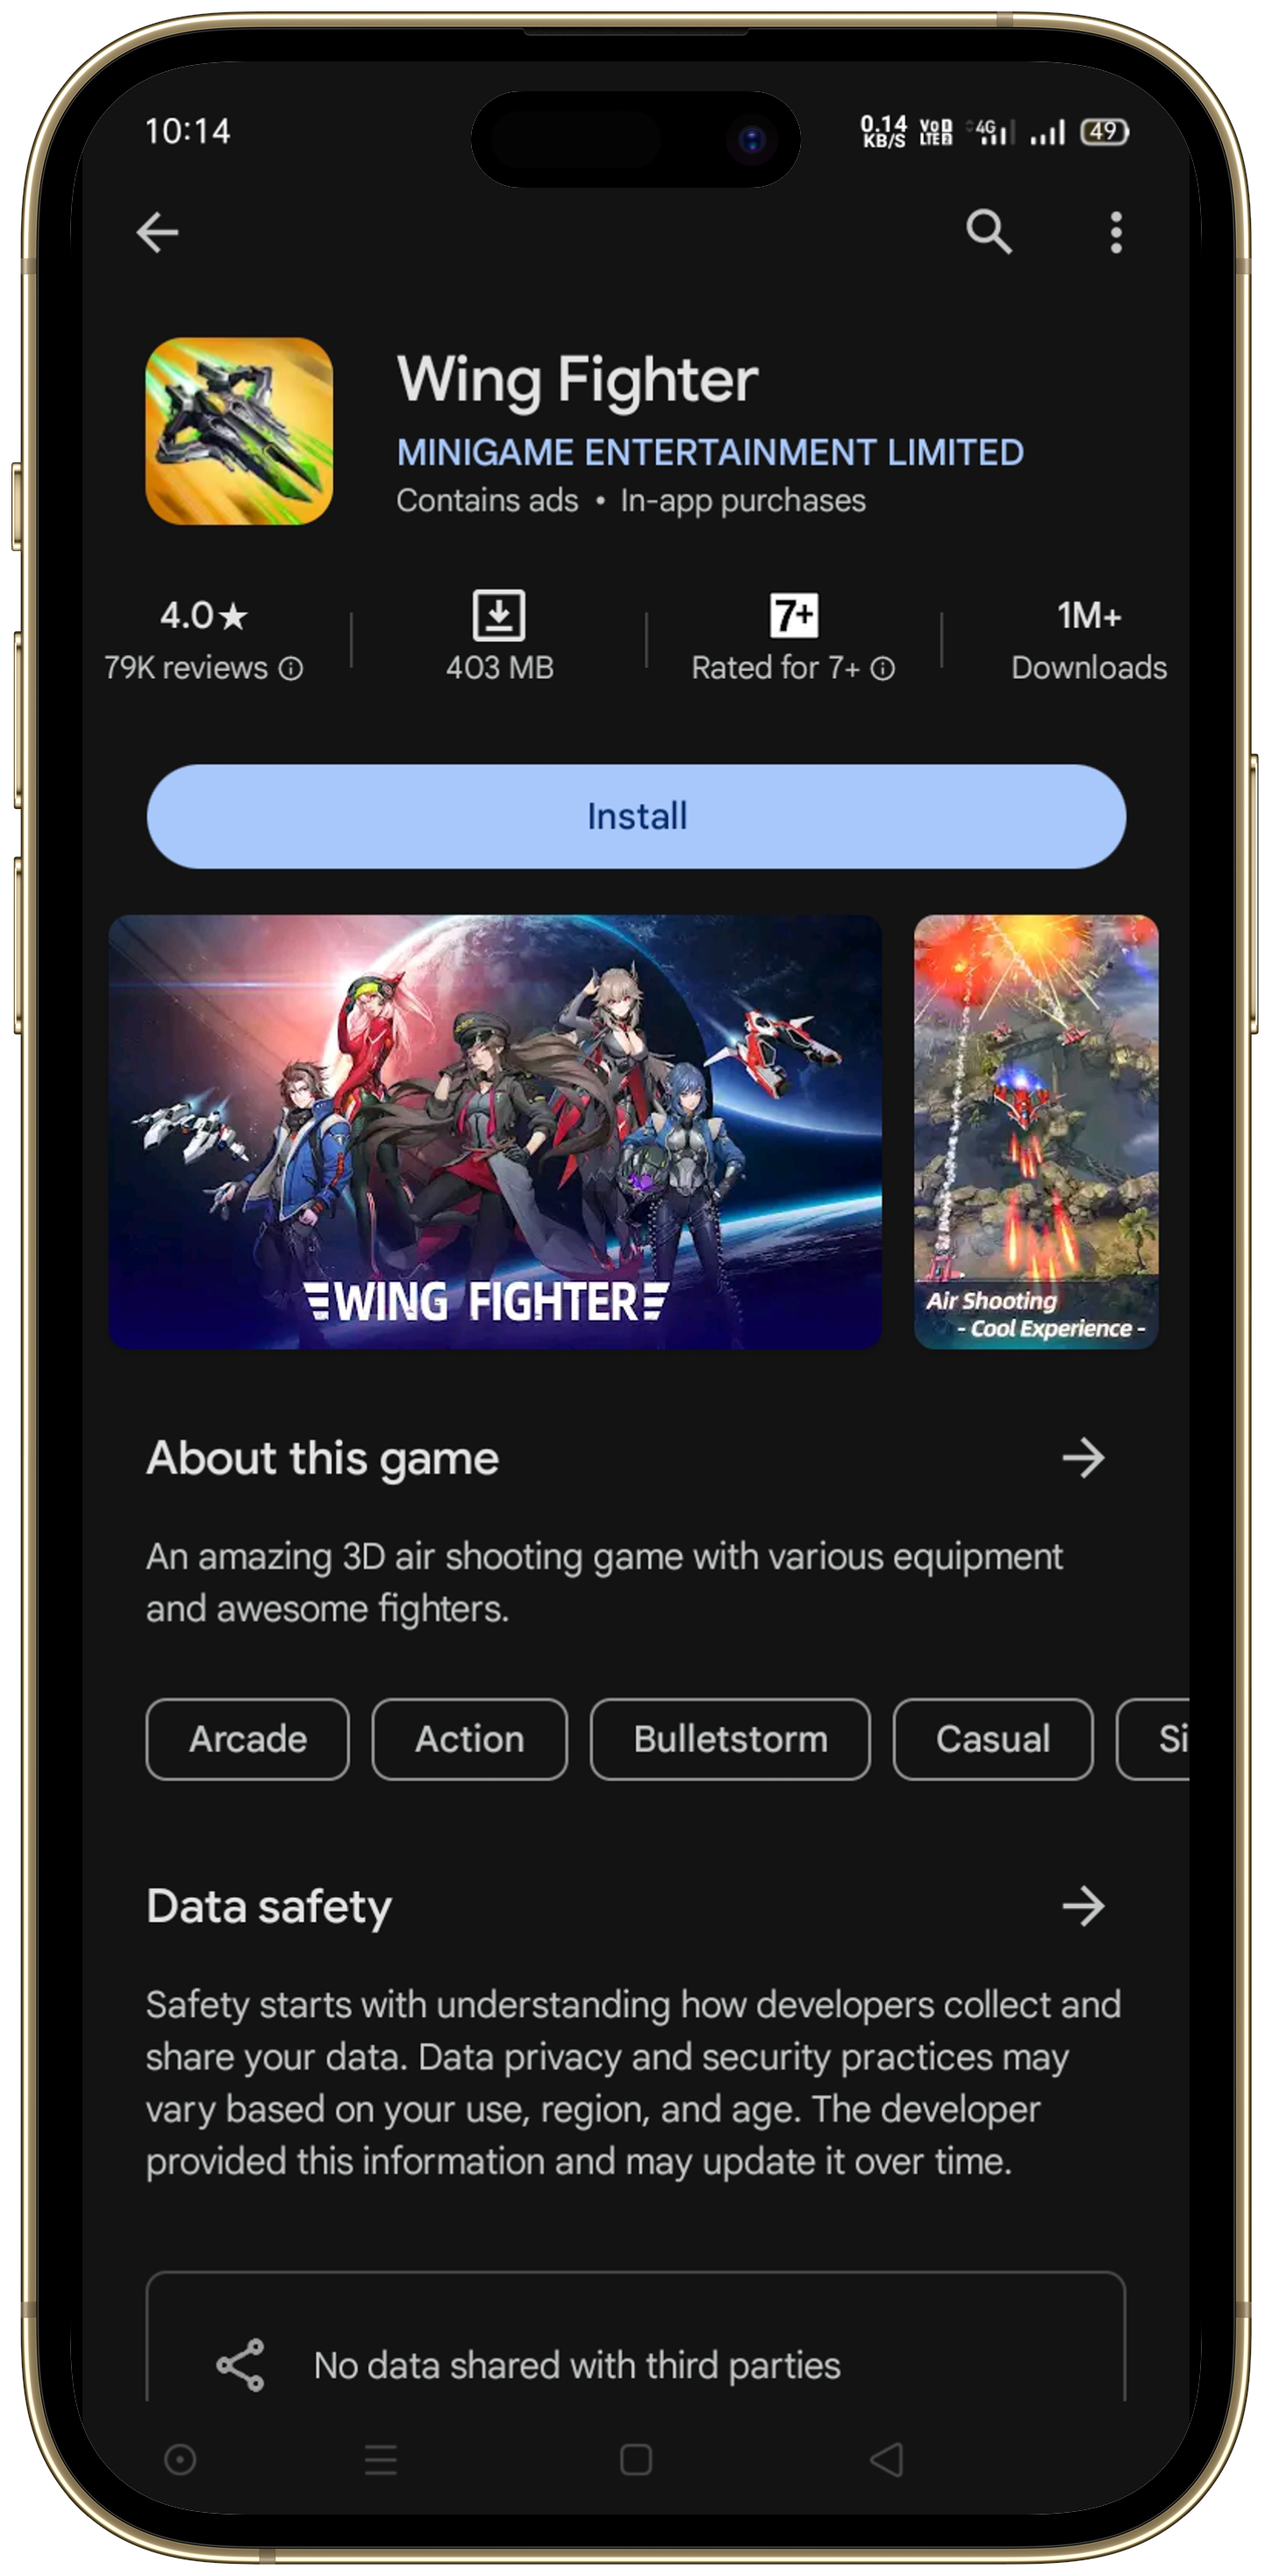 10:14
0.14 KB/S
VoD LTE2
4G
49
Wing Fighter
MINIGAME ENTERTAINMENT LIMITED
Contains ads • In-app purchases
4.0★
79K reviews
403 MB
7+
Rated for 7+
1M+
Downloads
Install
WING FIGHTER
Air Shooting
- Cool Experience -
About this game
An amazing 3D air shooting game with various equipment
and awesome fighters.
Arcade
Action
Bulletstorm
Casual
Si
Data safety
Safety starts with understanding how developers collect and
share your data. Data privacy and security practices may
vary based on your use, region, and age. The developer
provided this information and may update it over time.
No data shared with third parties